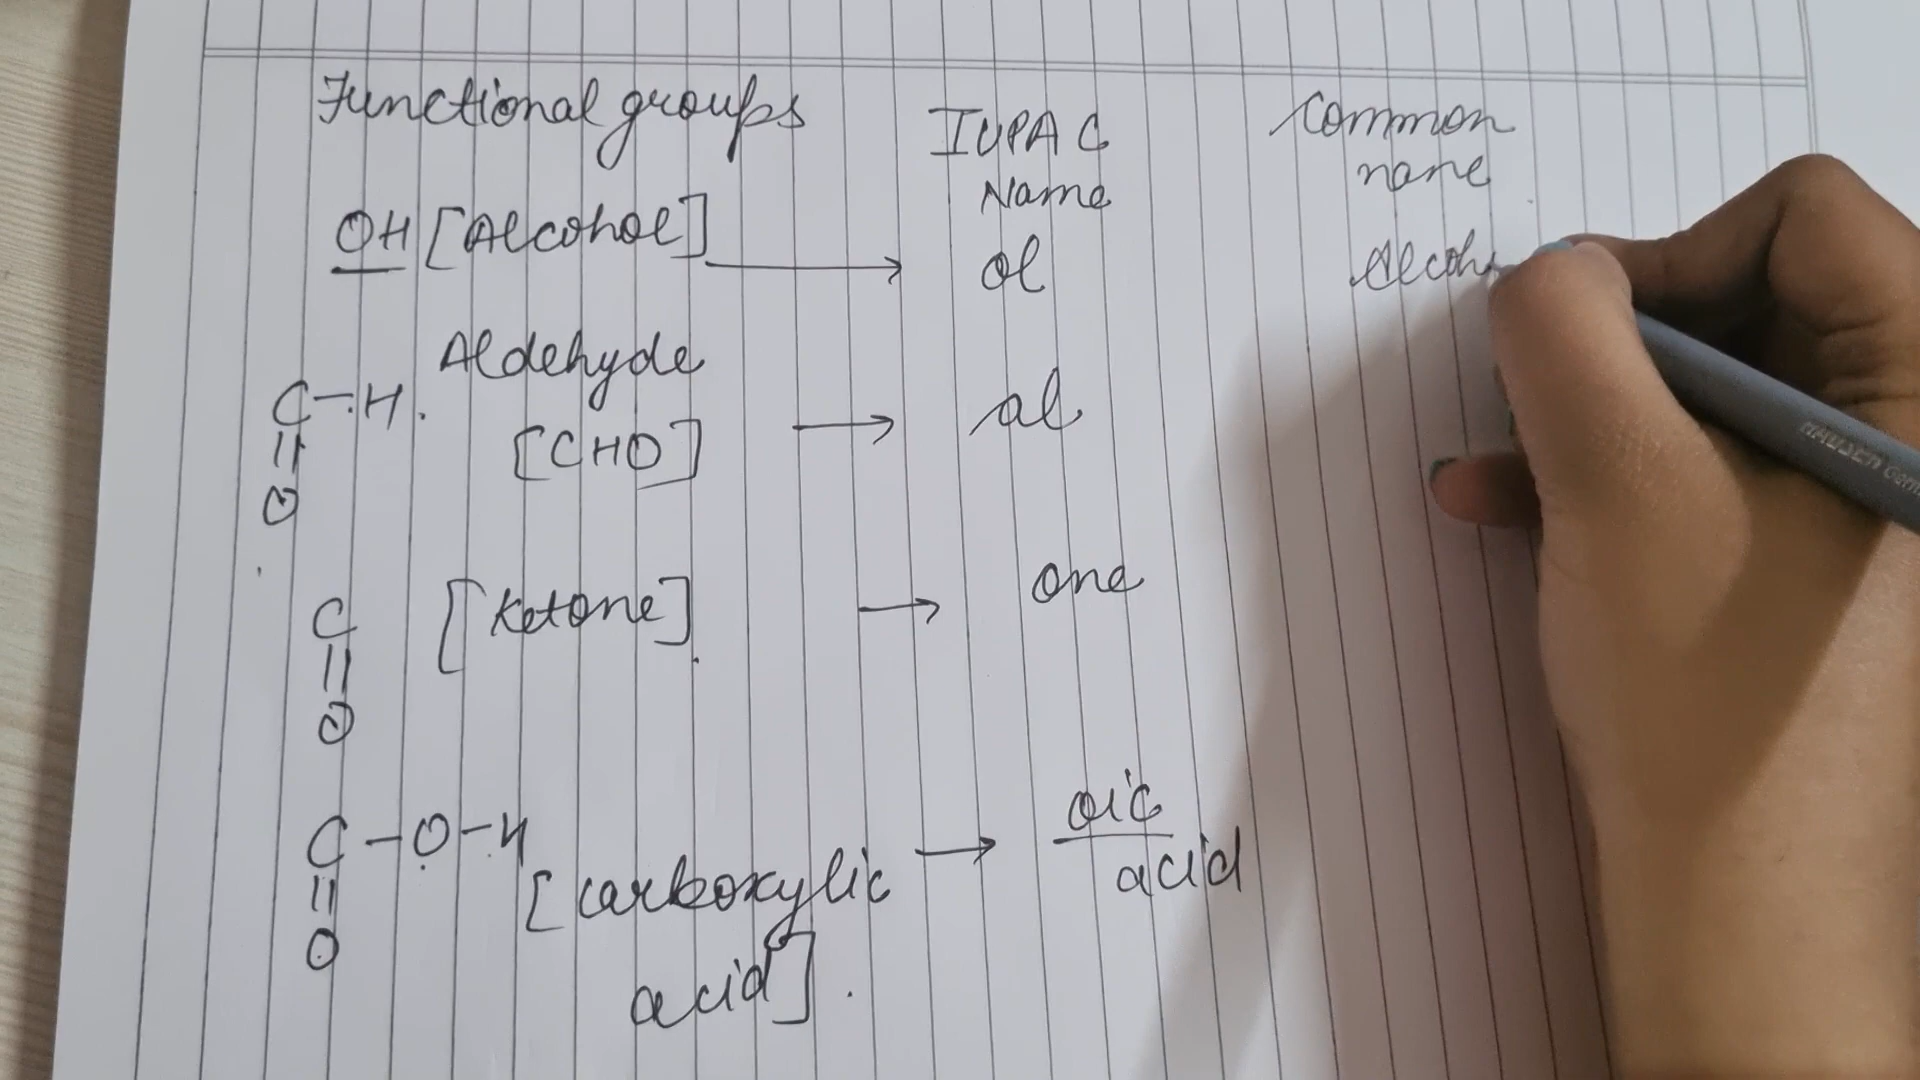 Functional groups
IUPAC
Name
Common
name
OH [Alcohol]
ol
Alcoh
Aldehyde
C-H.
[CHO]
al
O
C
[Ketone]
one
O
C-O-H
[Carboxylic
acid].
oic
acid
O